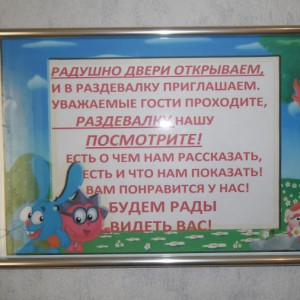 РАДУШНО ДВЕРИ ОТКРЫВАЕМ,
И В РАЗДЕВАЛКУ ПРИГЛАШАЕМ.
УВАЖАЕМЫЕ ГОСТИ ПРОХОДИТЕ,
РАЗДЕВАЛКУ НАШУ
ПОСМОТРИТЕ!
ЕСТЬ О ЧЕМ НАМ РАССКАЗАТЬ,
ЕСТЬ И ЧТО НАМ ПОКАЗАТЬ!
ВАМ ПОНРАВИТСЯ У НАС!
БУДЕМ РАДЫ
ВИДЕТЬ ВАС!